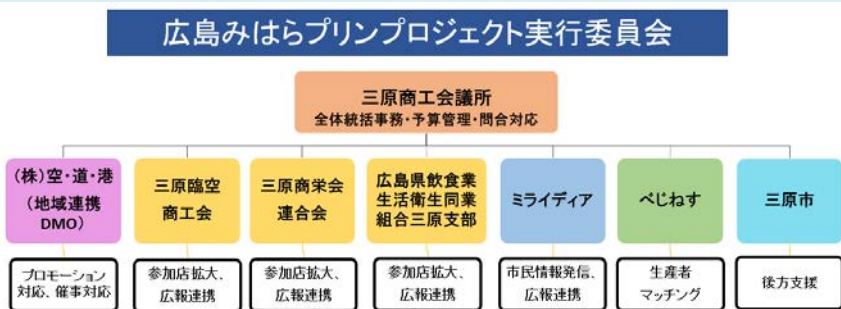 広島みはらプリンプロジェクト実行委員会
三原商工会議所
全体統括事務・予算管理・問合対応
(株)空・道・港
(地域連携
DMO)
三原臨空
商工会
三原商栄会
連合会
広島県飲食業
生活衛生同業
組合三原支部
ミライディア
べじねす
三原市
プロモーション
対応、催事対応
参加店拡大、
広報連携
参加店拡大、
広報連携
参加店拡大、
広報連携
市民情報発信、
広報連携
生産者
マッチング
後方支援